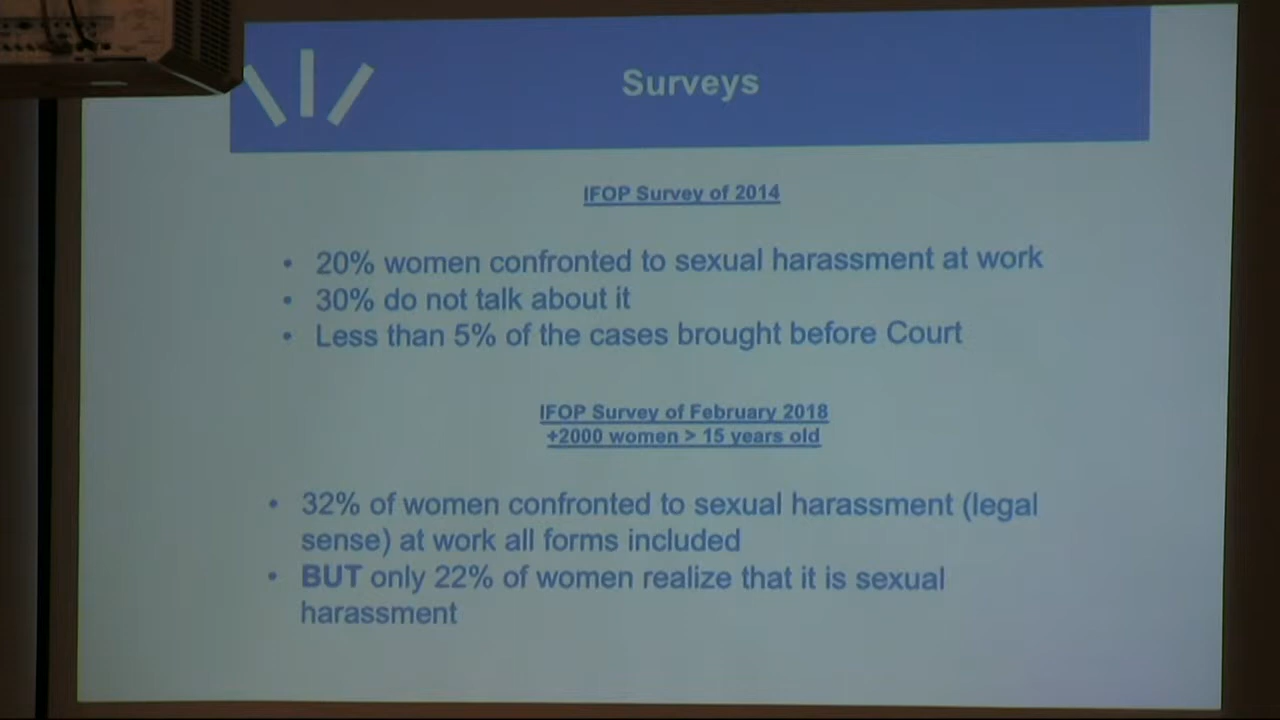 Surveys
IFOP Survey of 2014
• 20% women confronted to sexual harassment at work
• 30% do not talk about it
• Less than 5% of the cases brought before Court
IFOP Survey of February 2018
+2000 women > 15 years old
• 32% of women confronted to sexual harassment (legal
sense) at work all forms included
• BUT only 22% of women realize that it is sexual
harassment